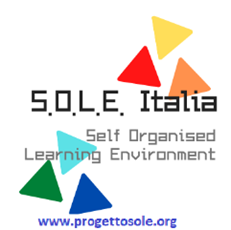 S.O.L.E. Italia
Self Organised
Learning Environment
www.progettosole.org